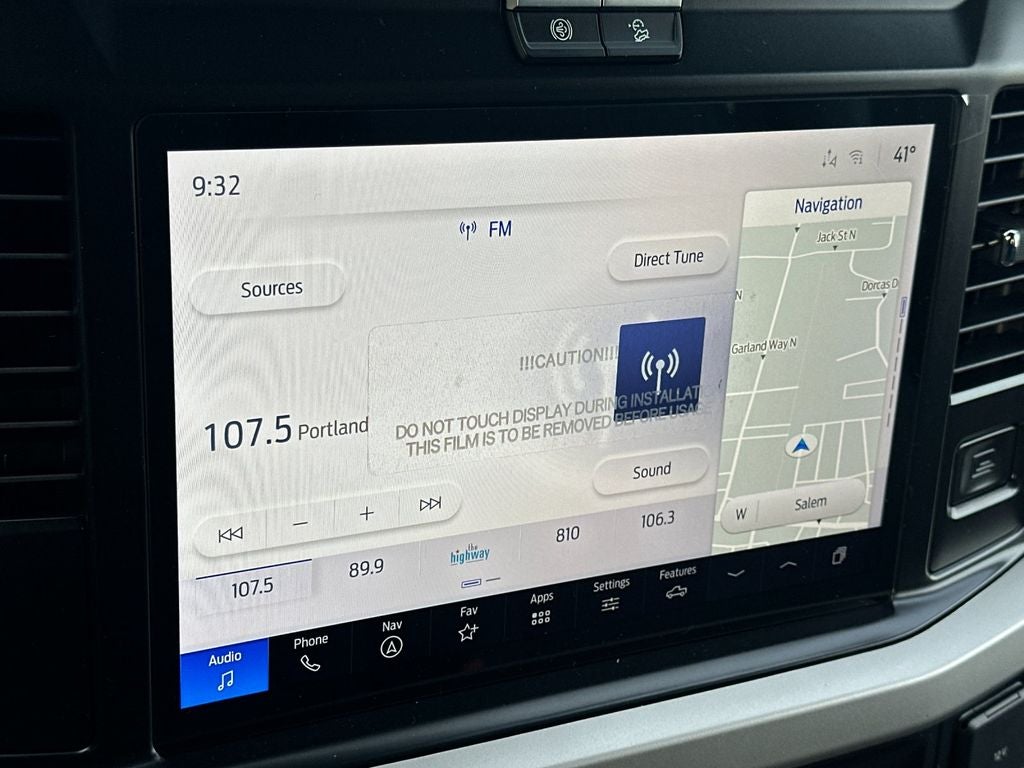 9:32
41°
FM
Navigation
Jack St N
Direct Tune
Sources
Dorcas D
N
Garland Way N
!!!CAUTION!!!
DO NOT TOUCH DISPLAY DURING INSTALLAT
THIS FILM IS TO BE REMOVED BEFORE USAG
107.5 Portland
Sound
W
Salem
107.5
89.9
the
highway
810
106.3
Audio
Phone
Nav
Fav
Apps
Settings
Features